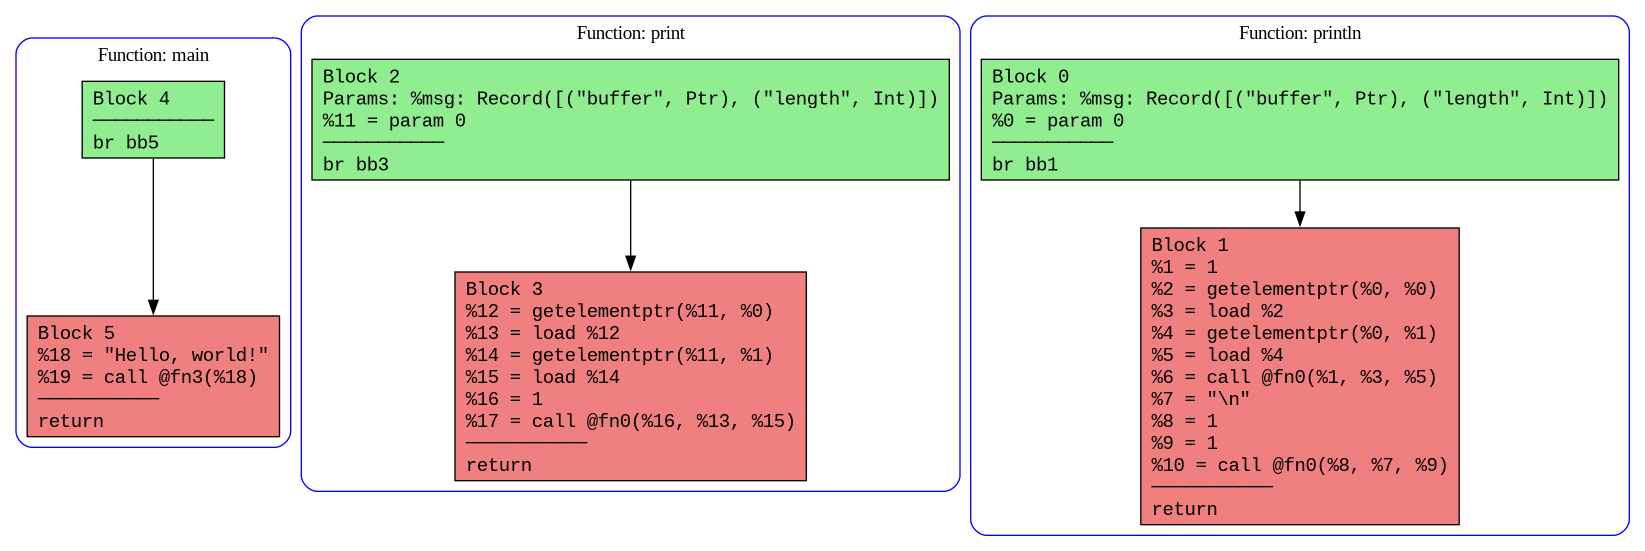 Function: main
Block 4
br bb5
Block 5
%18 = "Hello, world!"
%19 = call @fn3(%18)
return
Function: print
Block 2
Params: %msg: Record([("buffer", Ptr), ("length", Int)])
%11 = param 0
br bb3
Block 3
%12 = getelementptr(%11, %0)
%13 = load %12
%14 = getelementptr(%11, %1)
%15 = load %14
%16 = 1
%17 = call @fn0(%16, %13, %15)
return
Function: println
Block 0
Params: %msg: Record([("buffer", Ptr), ("length", Int)])
%0 = param 0
br bb1
Block 1
%1 = 1
%2 = getelementptr(%0, %0)
%3 = load %2
%4 = getelementptr(%0, %1)
%5 = load %4
%6 = call @fn0(%1, %3, %5)
%7 = "\n"
%8 = 1
%9 = 1
%10 = call @fn0(%8, %7, %9)
return